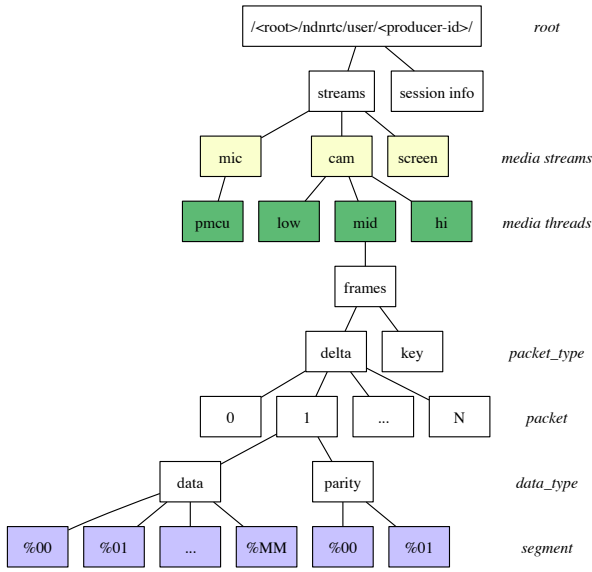 /<root>/ndnrtc/user/<producer-id>/ root
streams session info
mic cam screen media streams
pmcu low mid hi media threads
frames
delta key packet_type
0 1 ... N packet
data parity data_type
%00 %01 ... %MM %00 %01 segment